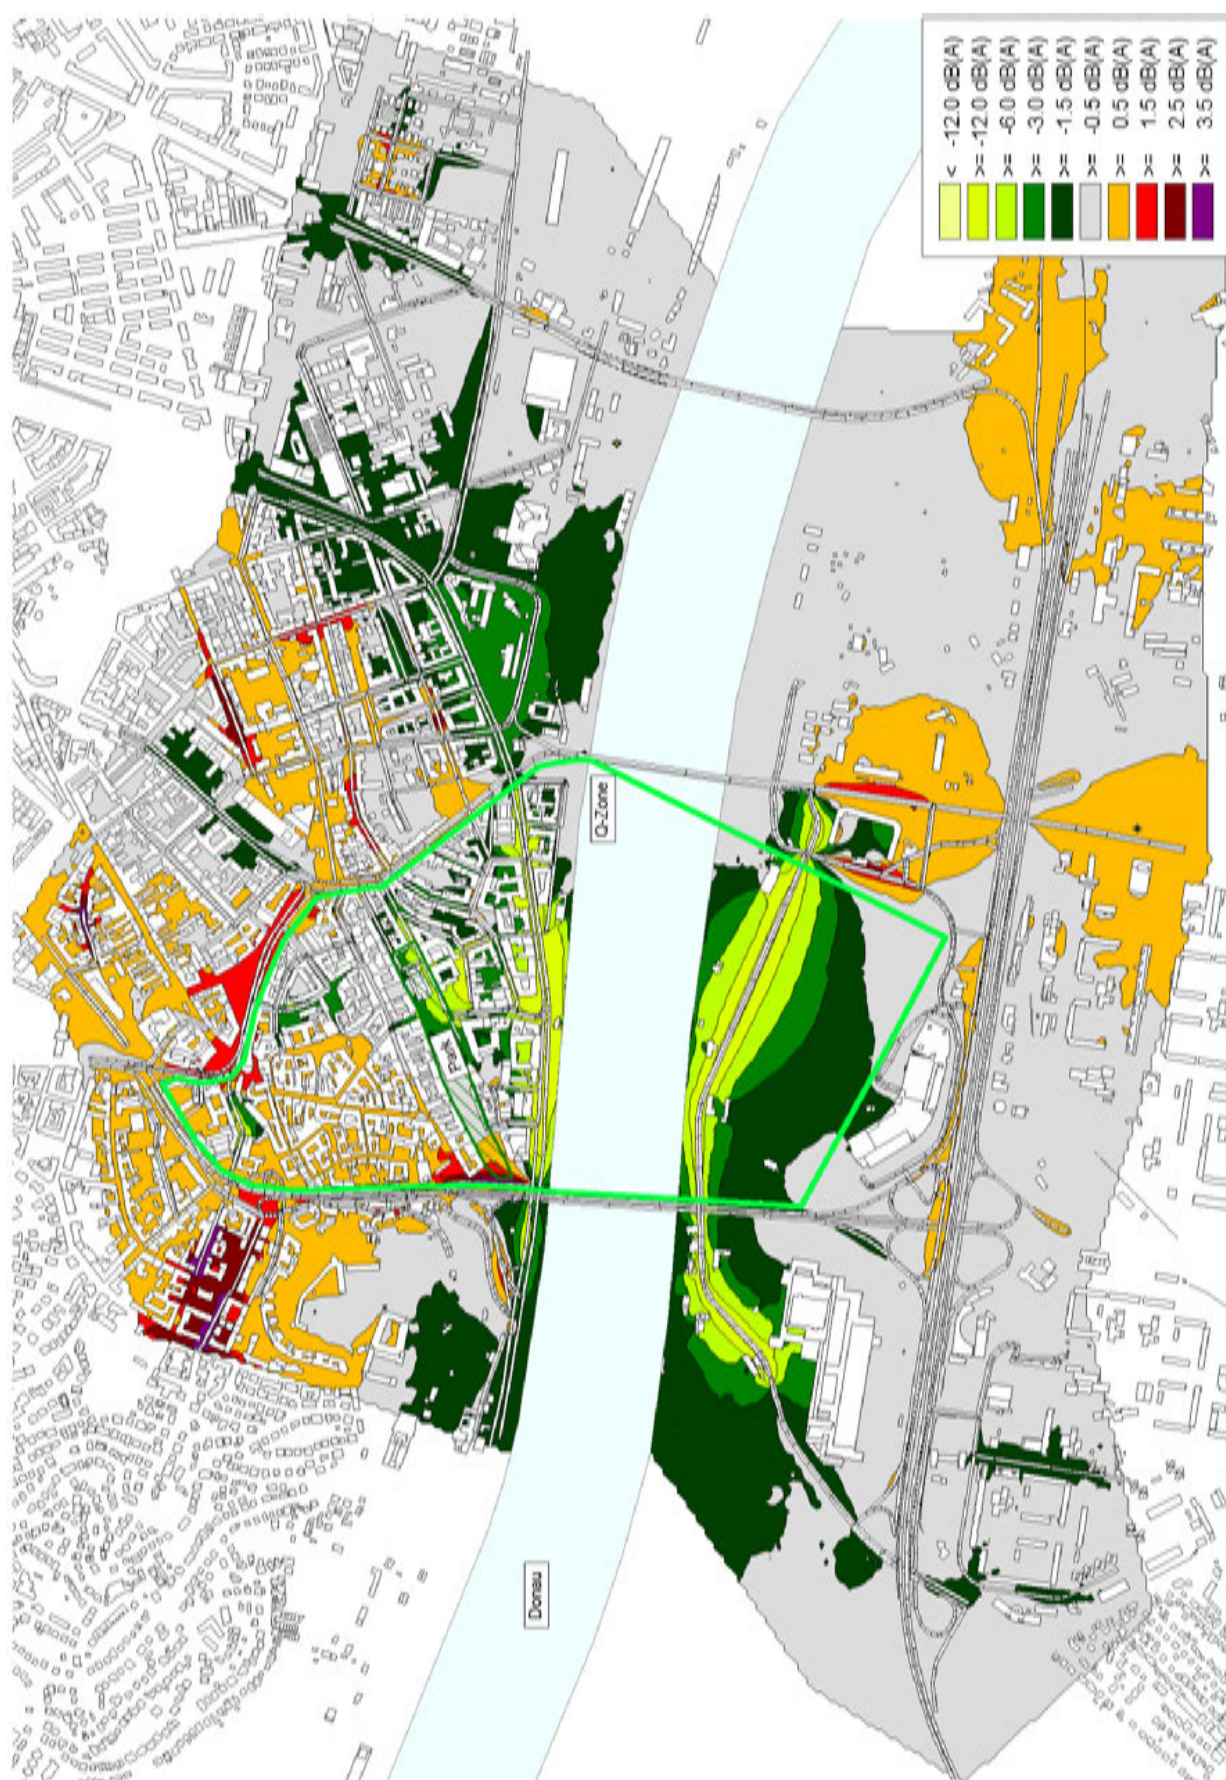 < -12.0 dB(A)
>= -12.0 dB(A)
>= -6.0 dB(A)
>= -3.0 dB(A)
>= -1.5 dB(A)
>= -0.5 dB(A)
>= 0.5 dB(A)
>= 1.5 dB(A)
>= 2.5 dB(A)
>= 3.5 dB(A)
Q-Zone
Park
Donau